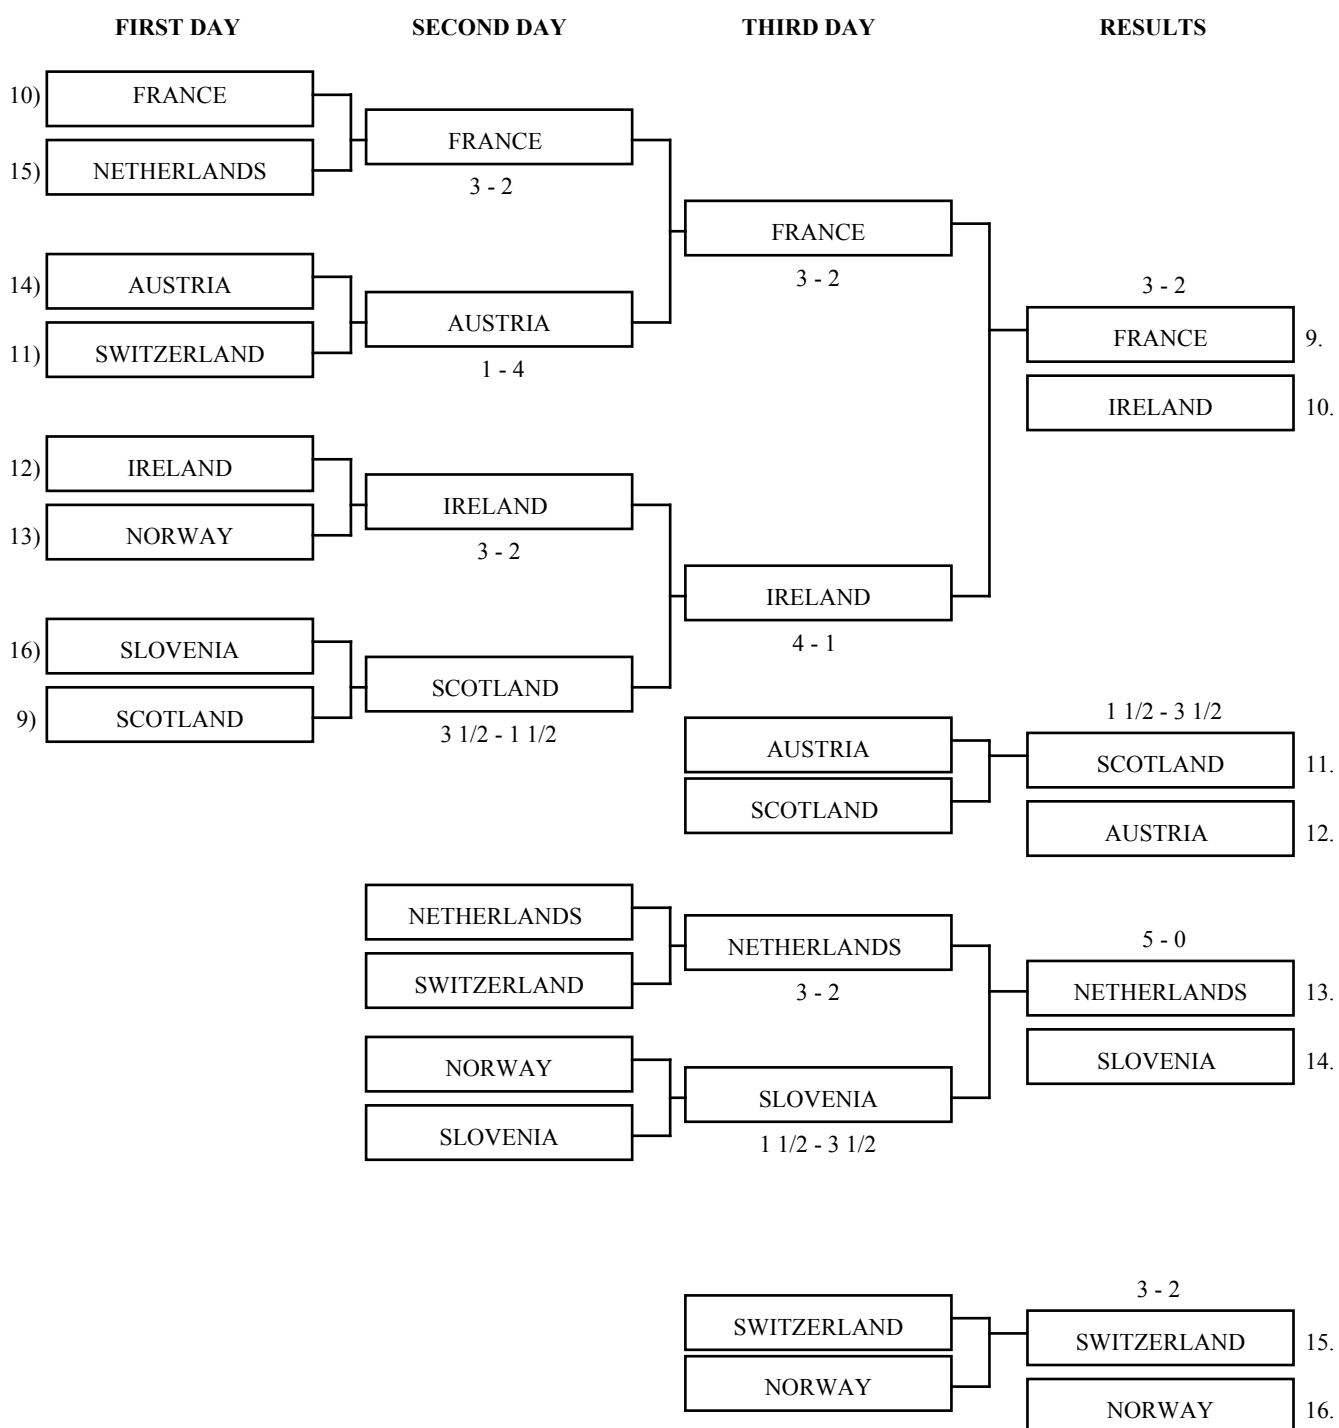 FIRST DAY SECOND DAY THIRD DAY RESULTS
10) FRANCE
FRANCE
15) NETHERLANDS
3 - 2
FRANCE
14) AUSTRIA
3 - 2
3 - 2
AUSTRIA
FRANCE 9.
11) SWITZERLAND
1 - 4
IRELAND 10.
12) IRELAND
IRELAND
13) NORWAY
3 - 2
IRELAND
16) SLOVENIA
4 - 1
SCOTLAND
9) SCOTLAND
1 1/2 - 3 1/2
3 1/2 - 1 1/2
AUSTRIA
SCOTLAND 11.
SCOTLAND
AUSTRIA 12.
NETHERLANDS
5 - 0
NETHERLANDS
SWITZERLAND
3 - 2
NETHERLANDS 13.
NORWAY
SLOVENIA 14.
SLOVENIA
SLOVENIA
1 1/2 - 3 1/2
3 - 2
SWITZERLAND
SWITZERLAND 15.
NORWAY
NORWAY 16.